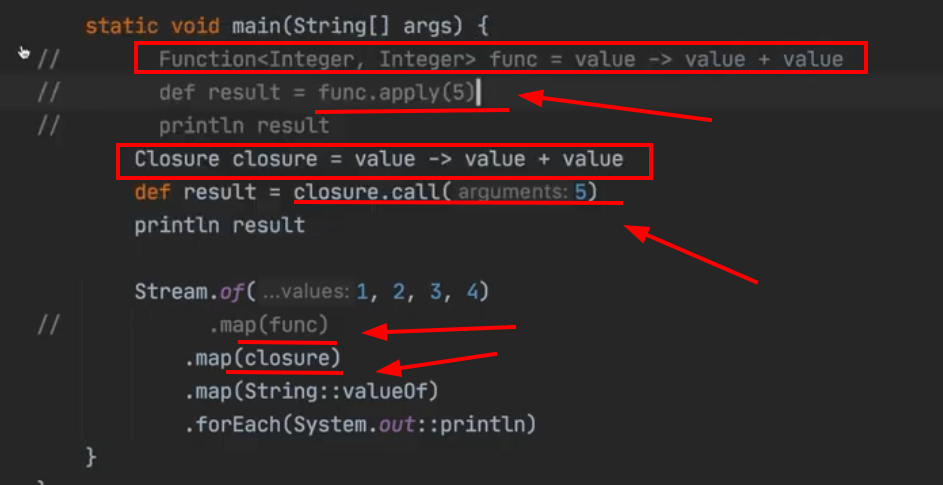 static void main(String[] args) {
// Function<Integer, Integer> func = value -> value + value
// def result = func.apply(5)
// println result
Closure closure = value -> value + value
def result = closure.call( arguments: 5)
println result
Stream.of( ...values: 1, 2, 3, 4)
// .map(func)
.map(closure)
.map(String::valueOf)
.forEach(System.out::println)
}